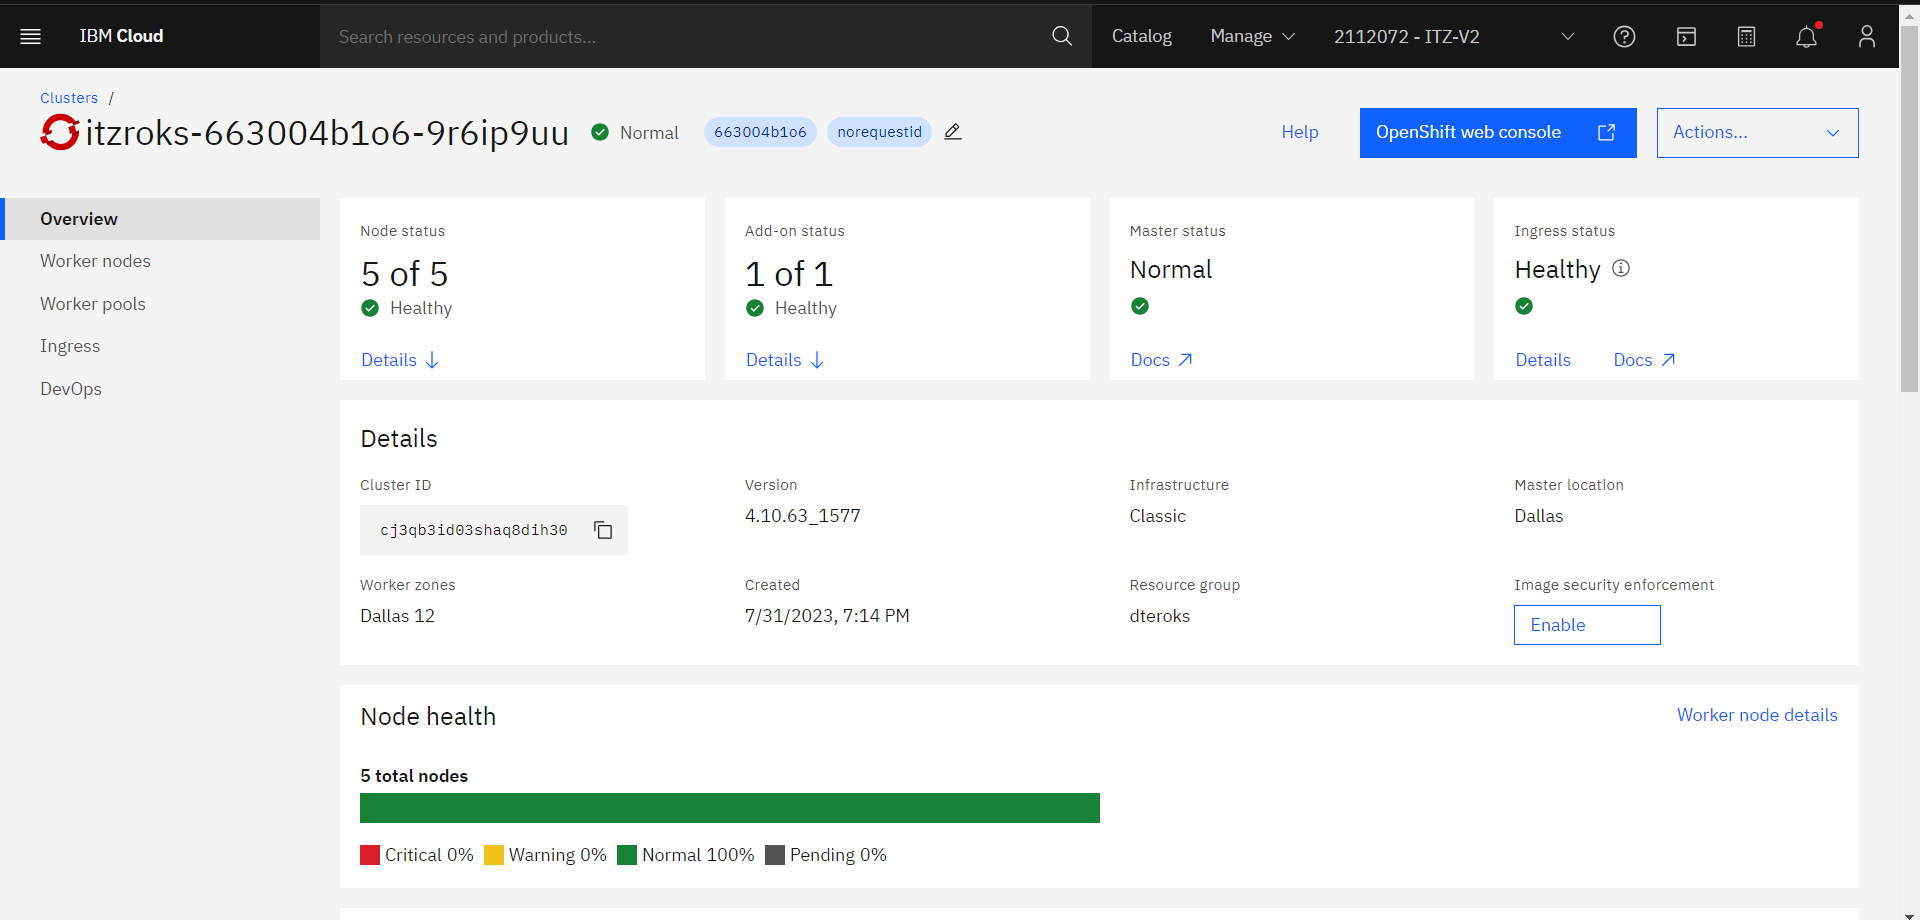 IBM Cloud
Search resources and products...
Catalog
Manage
2112072 - ITZ-V2
Clusters /
itzroks-663004b1o6-9r6ip9uu
Normal
663004b1o6
norequestid
Help
OpenShift web console
Actions...
Overview
Worker nodes
Worker pools
Ingress
DevOps
Node status
5 of 5
Healthy
Details
Add-on status
1 of 1
Healthy
Details
Master status
Normal
Docs
Ingress status
Healthy
Details
Docs
Details
Cluster ID
cj3qb3id03shaq8dih30
Version
4.10.63_1577
Infrastructure
Classic
Master location
Dallas
Worker zones
Dallas 12
Created
7/31/2023, 7:14 PM
Resource group
dteroks
Image security enforcement
Enable
Node health
Worker node details
5 total nodes
Critical 0%
Warning 0%
Normal 100%
Pending 0%